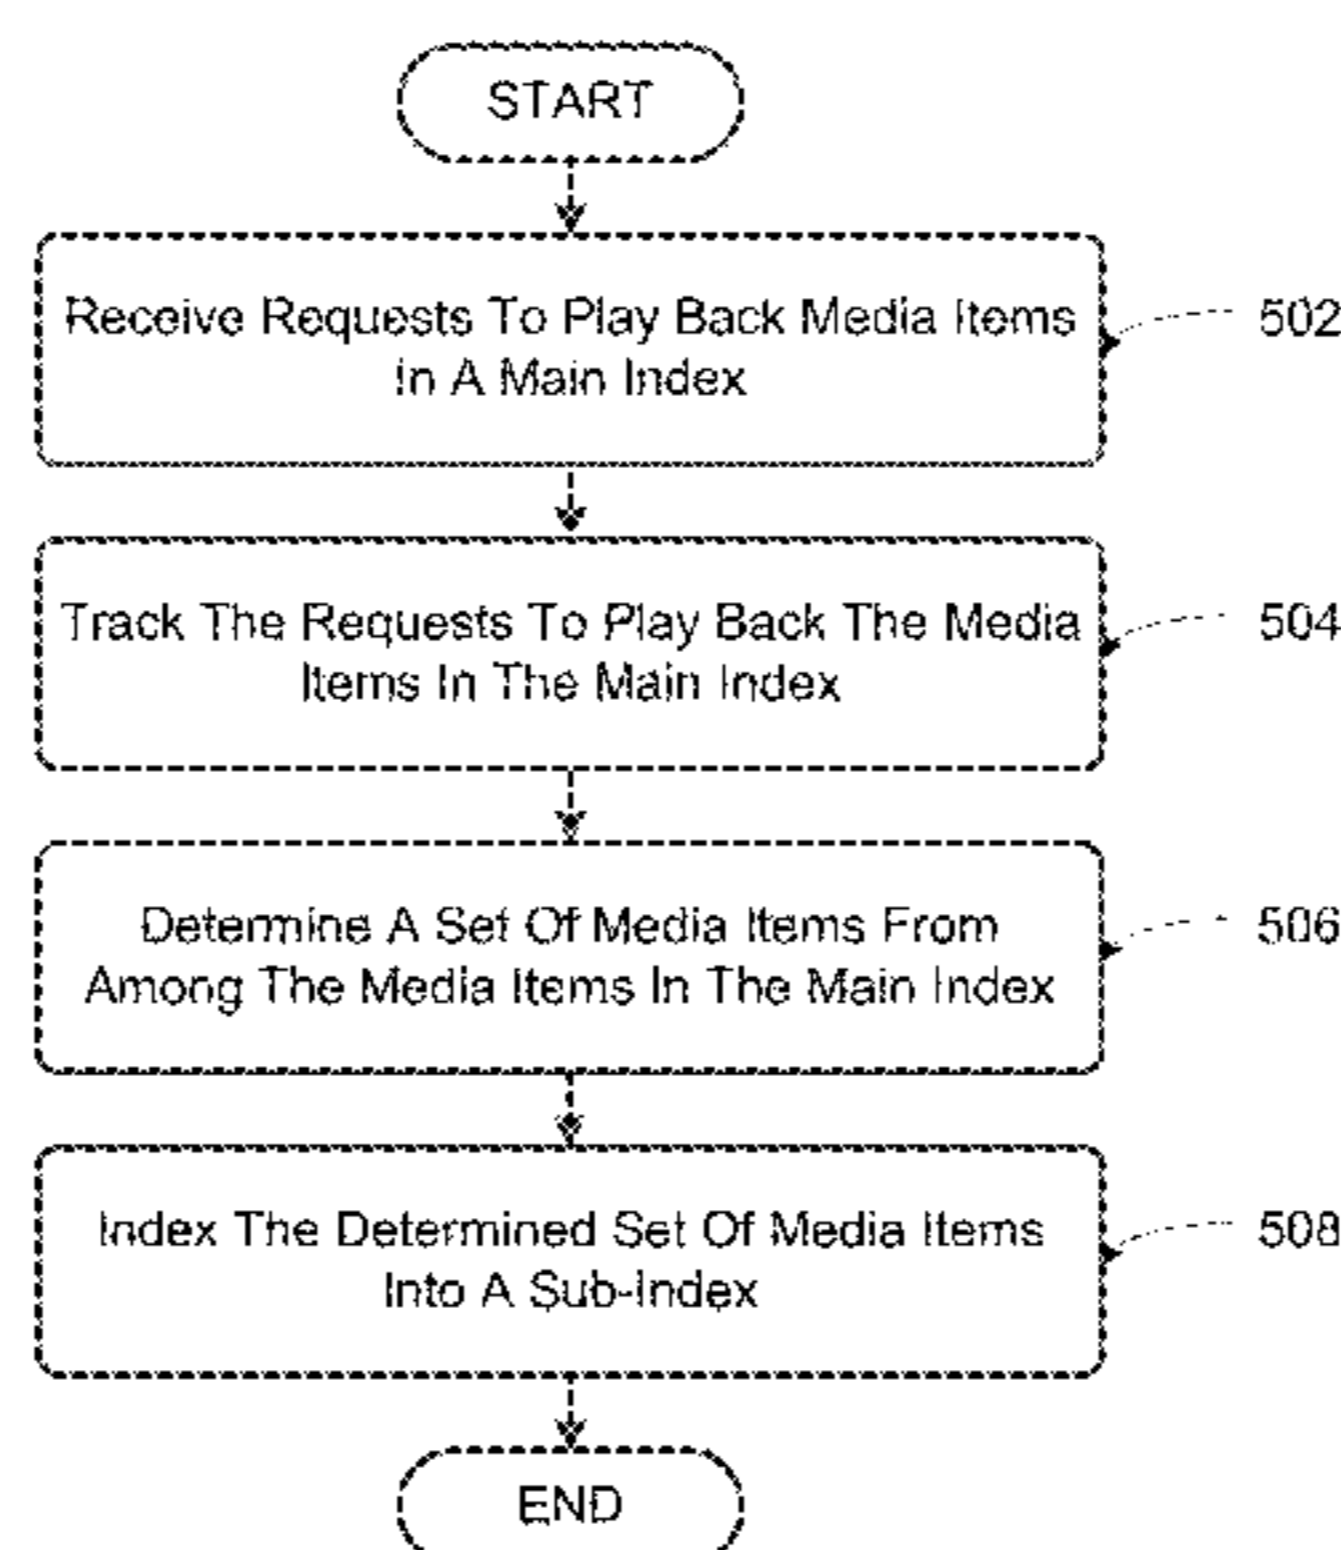 START
Receive Requests To Play Back Media Items
In A Main Index
502
Track The Requests To Play Back The Media
Items In The Main Index
504
Determine A Set Of Media Items From
Among The Media Items In The Main Index
506
Index The Determined Set Of Media Items
Into A Sub-Index
508
END